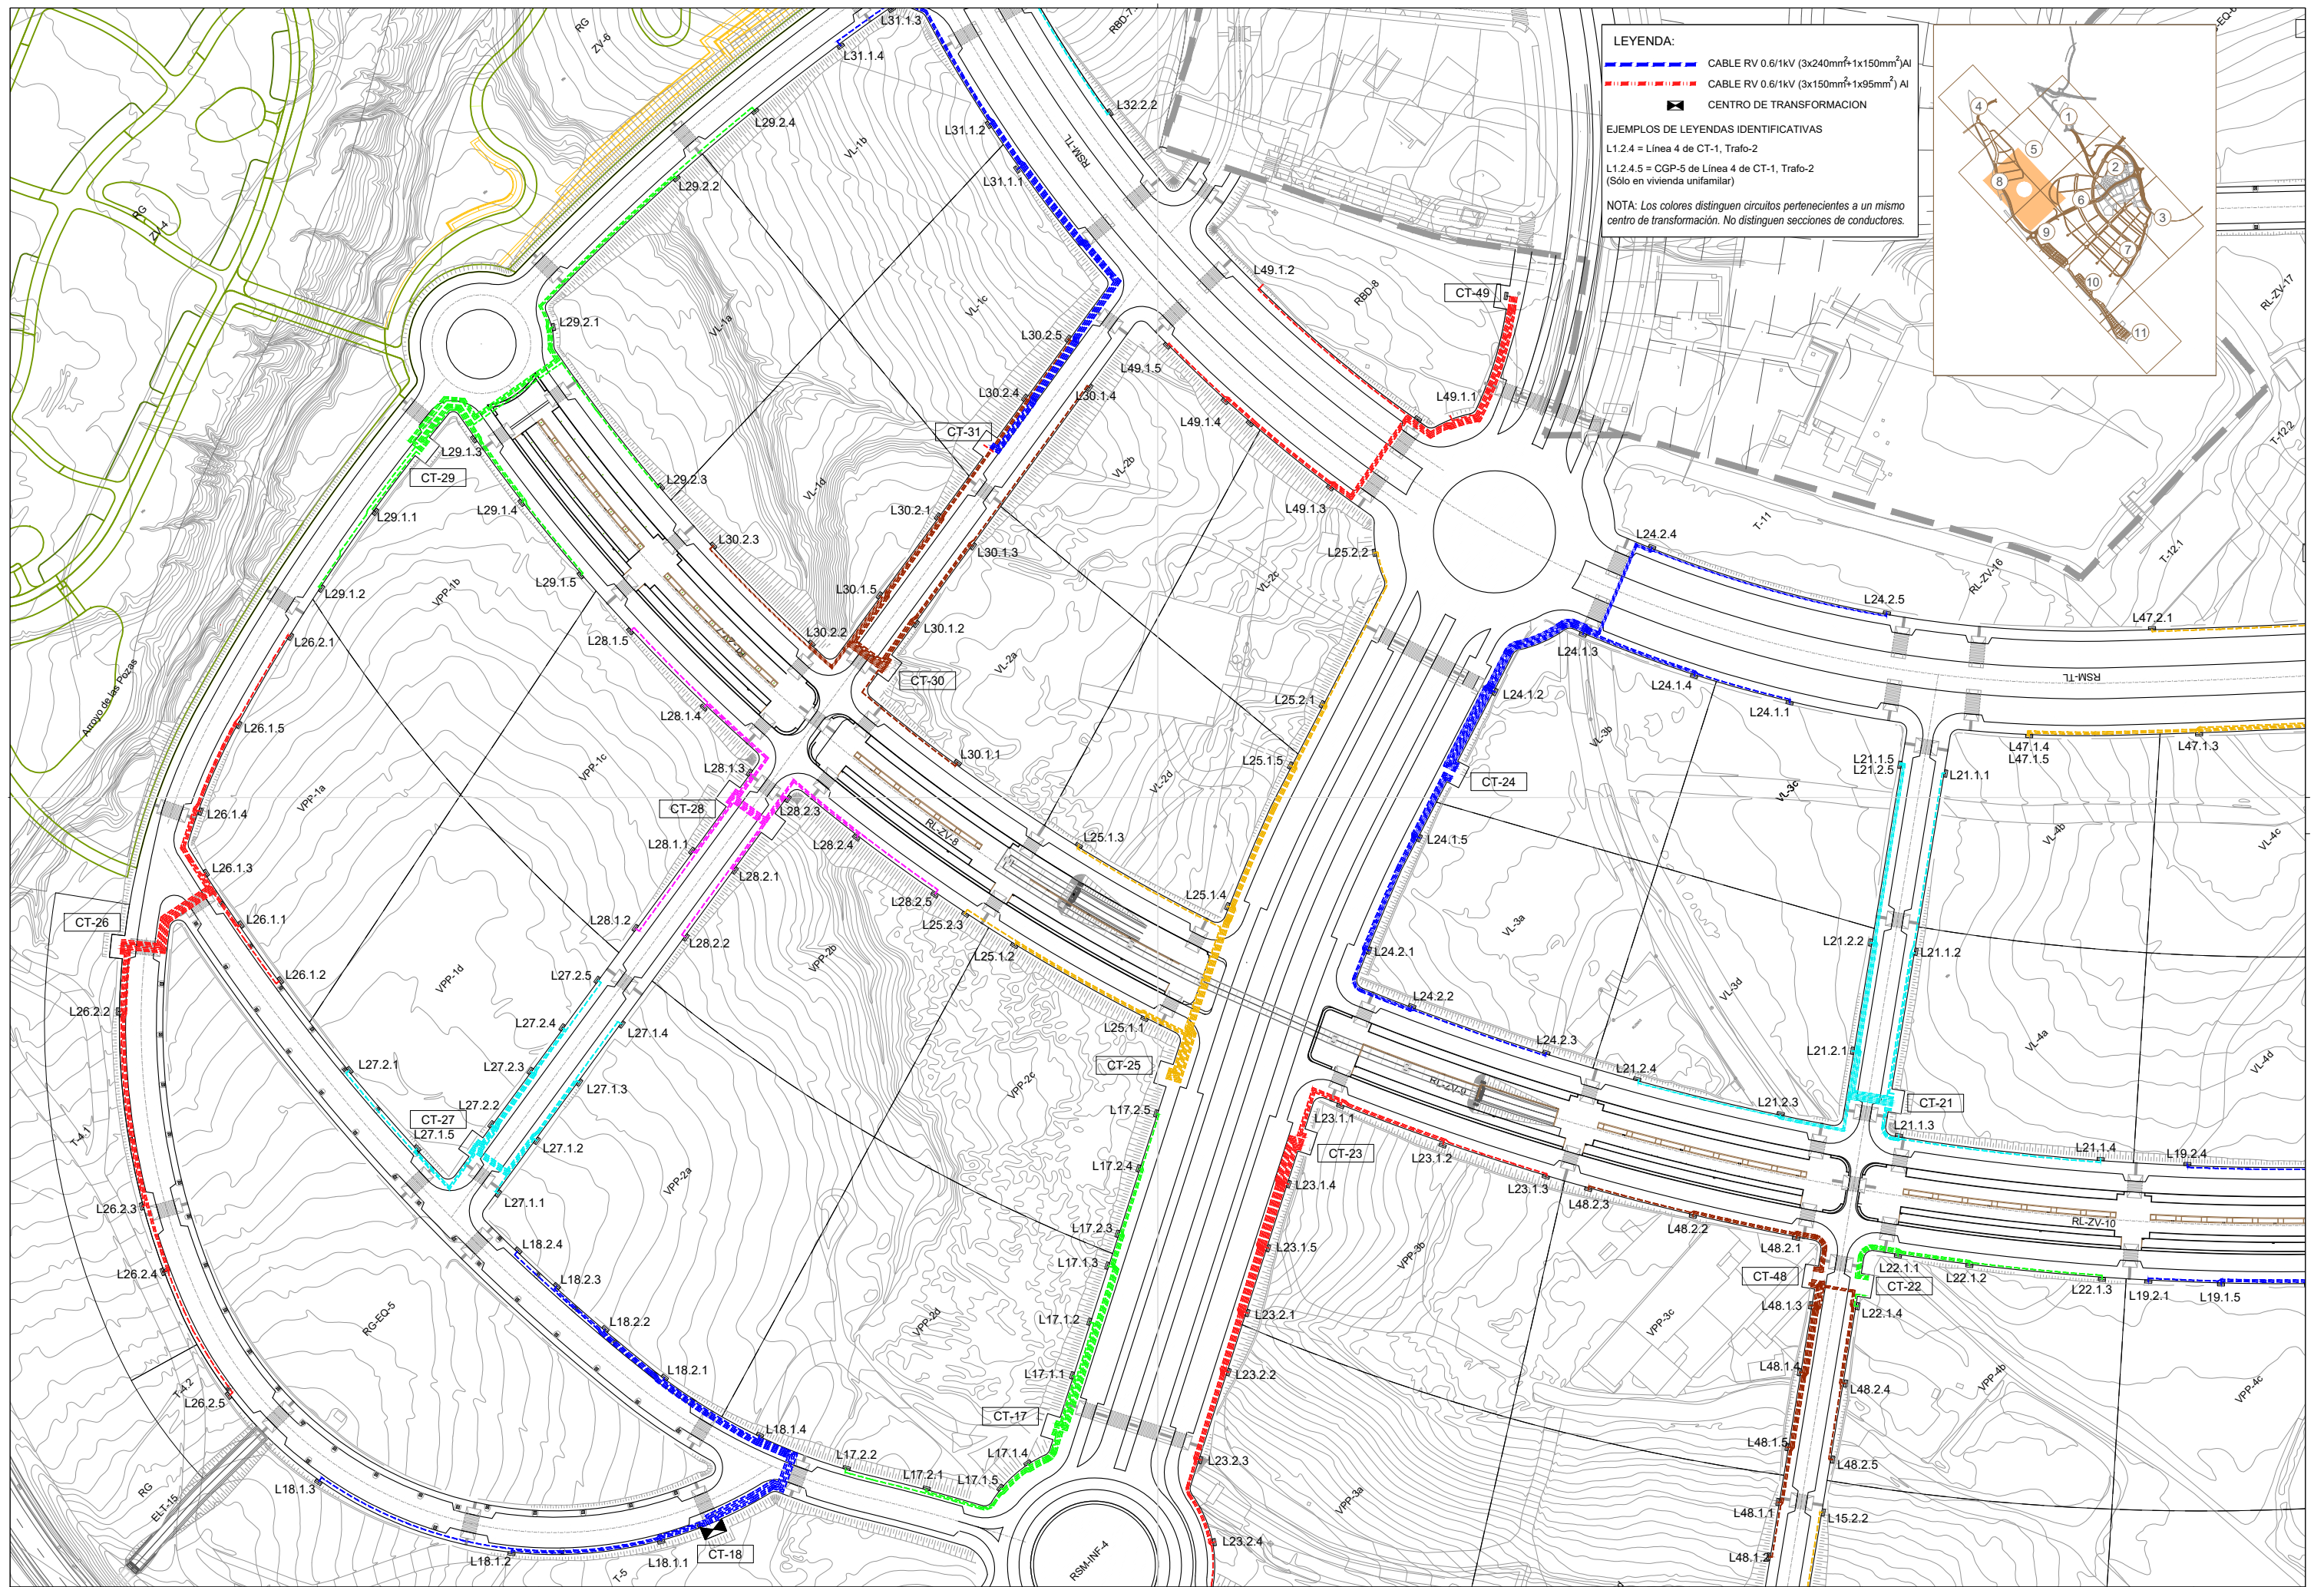 LEYENDA:
CABLE RV 0.6/1kV (3x240mm²+1x150mm²)Al
CABLE RV 0.6/1kV (3x150mm²+1x95mm²) Al
CENTRO DE TRANSFORMACION
EJEMPLOS DE LEYENDAS IDENTIFICATIVAS
L1.2.4 = Línea 4 de CT-1, Trafo-2
L1.2.4.5 = CGP-5 de Línea 4 de CT-1, Trafo-2
(Sólo en vivienda unifamilar)
NOTA: Los colores distinguen circuitos pertenecientes a un mismo
centro de transformación. No distinguen secciones de conductores.
1
2
3
4
5
6
7
8
9
10
11
RG
ZV-6
RG
ZV-4
L31.1.3
L31.1.4
L31.1.2
L31.1.1
L32.2.2
RSM-TL
RBD-8
L29.2.4
L29.2.2
L29.2.1
L29.2.3
L29.1.3
CT-29
L29.1.1
L29.1.4
L29.1.5
L29.1.2
VL-1b
VL-1c
VL-1a
VL-1d
L30.2.5
L30.2.4
CT-31
L30.1.4
L30.2.1
L30.2.3
L30.1.3
L30.1.5
L30.2.2
L30.1.2
CT-30
L30.1.1
VL-2b
VL-2c
VL-2a
VL-2d
L49.1.2
CT-49
L49.1.5
L49.1.1
L49.1.4
L49.1.3
L25.2.2
L25.2.1
L25.1.5
L25.1.3
L25.1.4
L25.2.3
L25.1.2
L25.1.1
CT-25
T-11
T-12.1
T-12.2
RL-ZV-16
RL-ZV-17
L24.2.4
L24.2.5
L24.1.3
L24.1.4
L24.1.1
L24.1.2
CT-24
L24.1.5
L24.2.1
L24.2.2
L24.2.3
L47.2.1
RSM-TL
L47.1.4
L47.1.5
L47.1.3
VL-3b
VL-3c
VL-3a
VL-3d
VL-4b
VL-4c
VL-4a
VL-4d
L21.1.5
L21.2.5
L21.1.1
L21.2.2
L21.1.2
L21.2.1
L21.2.4
L21.2.3
CT-21
L21.1.3
L21.1.4
L19.2.4
RL-ZV-8
RL-ZV-9
RL-ZV-10
Arroyo de las Pozas
L26.2.1
L26.1.5
L26.1.4
L26.1.3
CT-26
L26.1.1
L26.1.2
L26.2.2
L26.2.3
L26.2.4
L26.2.5
VPP-1b
VPP-1a
VPP-1c
VPP-1d
L28.1.5
L28.1.4
L28.1.3
CT-28
L28.2.3
L28.2.4
L28.1.1
L28.2.1
L28.2.5
L28.1.2
L28.2.2
VPP-2b
VPP-2c
VPP-2a
VPP-2d
L27.2.5
L27.2.4
L27.1.4
L27.2.1
L27.2.3
L27.1.3
L27.2.2
CT-27
L27.1.5
L27.1.2
L27.1.1
L18.2.4
L18.2.3
L18.2.2
L18.2.1
L18.1.4
L18.1.3
L18.1.2
L18.1.1
CT-18
L17.2.5
L17.2.4
L17.2.3
L17.1.3
L17.1.2
L17.1.1
CT-17
L17.1.4
L17.2.2
L17.2.1
L17.1.5
L23.1.1
CT-23
L23.1.2
L23.1.3
L23.1.4
L23.1.5
L23.2.1
L23.2.2
L23.2.3
L23.2.4
L48.2.3
L48.2.2
L48.2.1
CT-48
L48.1.3
L48.1.4
L48.2.4
L48.1.5
L48.2.5
L48.1.1
L48.1.2
L15.2.2
L22.1.1
L22.1.2
CT-22
L22.1.3
L22.1.4
L19.2.1
L19.1.5
VPP-3b
VPP-3c
VPP-3a
VPP-4b
VPP-4c
T-4.1
T-4.2
RG-EQ-5
RG
ELT-15
T-5
RSM-INF-4